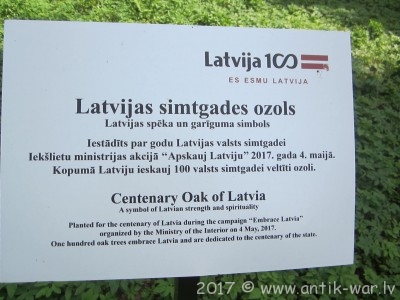 Latvija 100
ES ESMU LATVIJA
Latvijas simtgades ozols
Latvijas spēka un garīguma simbols
Iestādīts par godu Latvijas valsts simtgadei
Iekšlietu ministrijas akcijā “Apskauj Latviju” 2017. gada 4. maijā.
Kopumā Latviju ieskauj 100 valsts simtgadei veltīti ozoli.
Centenary Oak of Latvia
A symbol of Latvian strength and spirituality
Planted for the centenary of Latvia during the campaign “Embrace Latvia”
organized by the Ministry of the Interior on 4 May, 2017.
One hundred oak trees embrace Latvia and are dedicated to the centenary of the state.
2017 © www.antik-war.lv